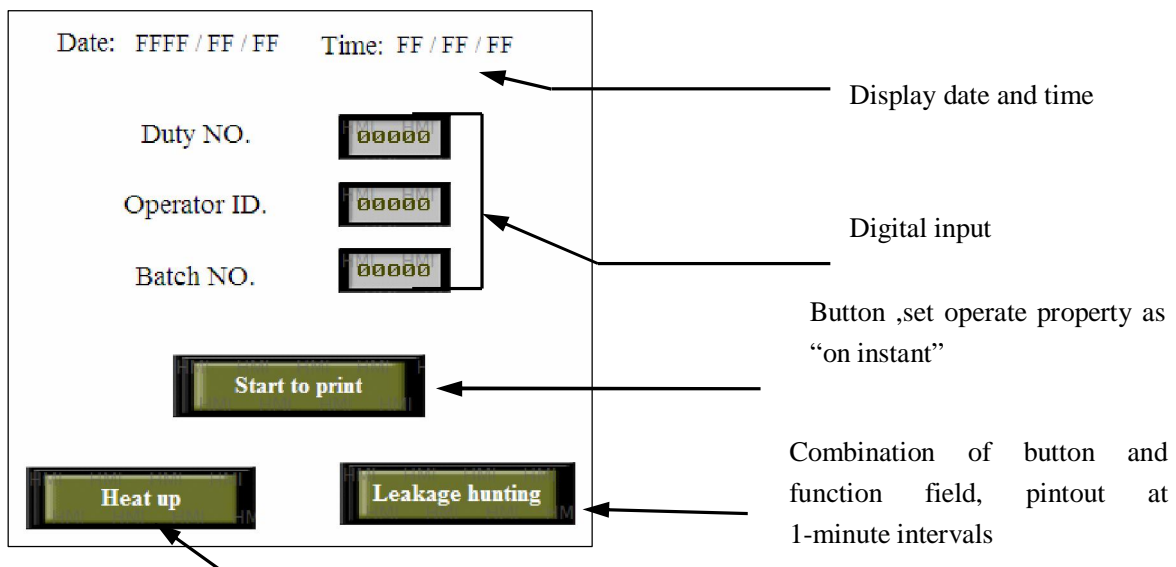 Date: FFFF / FF / FF Time: FF / FF / FF
Display date and time
Duty NO. 00000
Operator ID. 00000
Digital input
Batch NO. 00000
Button ,set operate property as
“on instant”
Start to print
Combination of button and
function field, pintout at
1-minute intervals
Heat up
Leakage hunting